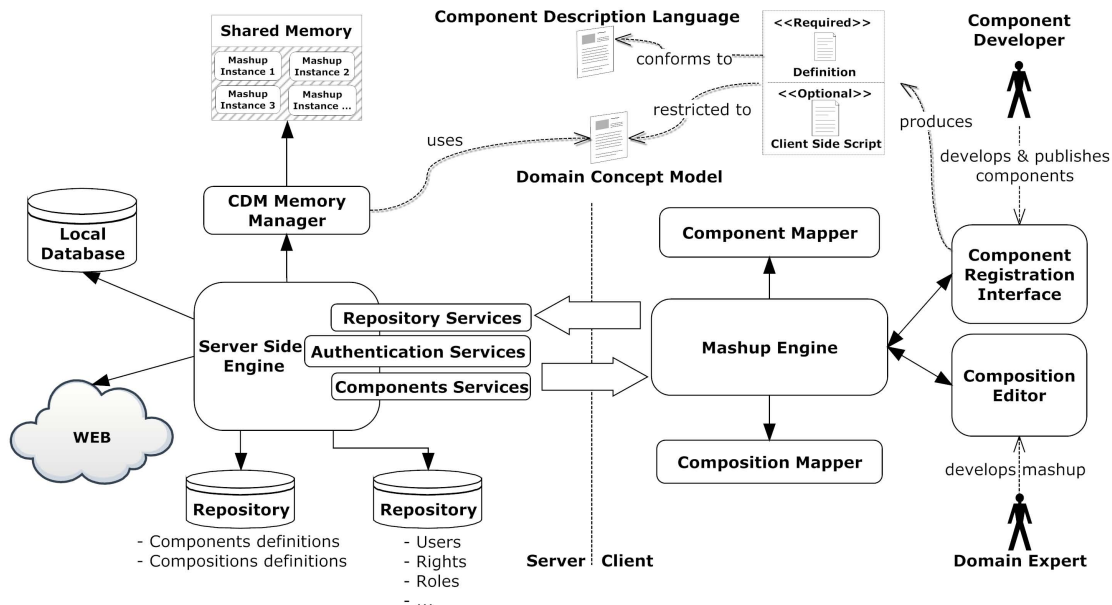 Component Description Language
Component
Developer
Shared Memory
Mashup
Instance 1
Mashup
Instance 2
Mashup
Instance 3
Mashup
Instance ...
<<Required>>
Definition
<<Optional>>
Client Side Script
conforms to
restricted to
produces
uses
develops & publishes
components
Domain Concept Model
CDM Memory
Manager
Local
Database
Component Mapper
Component
Registration
Interface
Server Side
Engine
Repository Services
Authentication Services
Components Services
Mashup Engine
Composition
Editor
WEB
Composition Mapper
develops mashup
Repository
- Components definitions
- Compositions definitions
Repository
- Users
- Rights
- Roles
- ...
Server
Client
Domain Expert